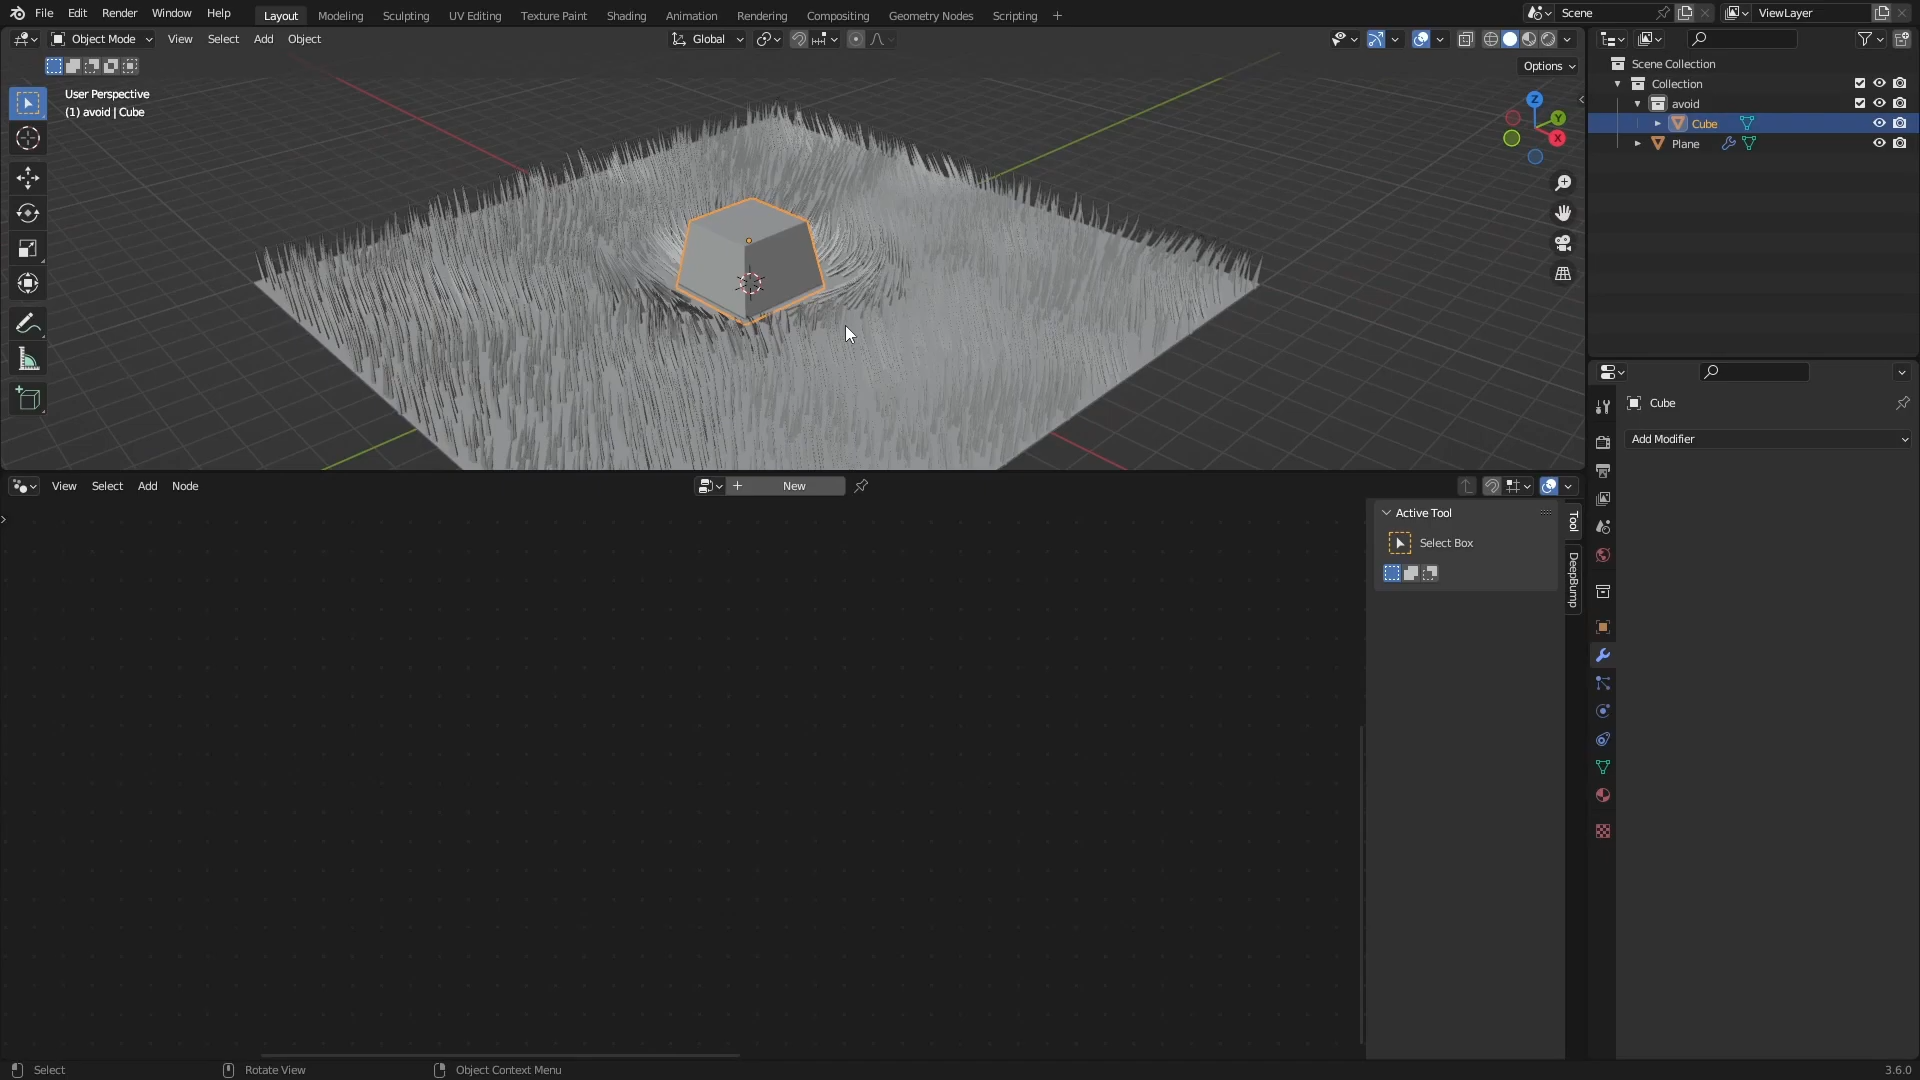 File Edit Render Window Help Layout Modeling Sculpting UV Editing Texture Paint Shading Animation Rendering Compositing Geometry Nodes Scripting + Scene ViewLayer
Object Mode View Select Add Object Global
Options
User Perspective
(1) avoid | Cube
Z
Y
X
Scene Collection
Collection
avoid
Cube
Plane
Cube
Add Modifier
View Select Add Node + New
Active Tool
Select Box
Tool
DeepBump
Select Rotate View Object Context Menu 3.6.0